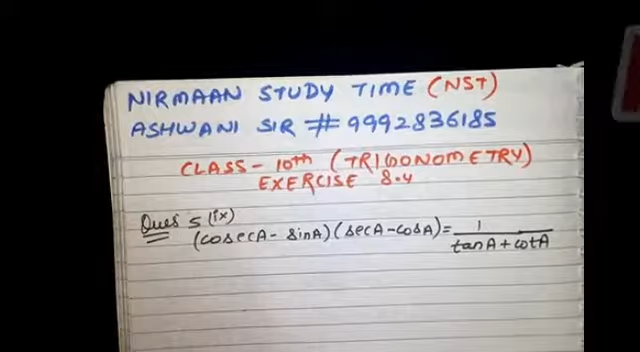 NIRMAAN STUDY TIME (NST)
ASHWANI SIR # 9992836185
CLASS - 10th (TRIGONOMETRY)
EXERCISE 8.4
Ques 5 (ix)
(cosecA - sinA) (secA - cosA) = 1 / tanA + cotA